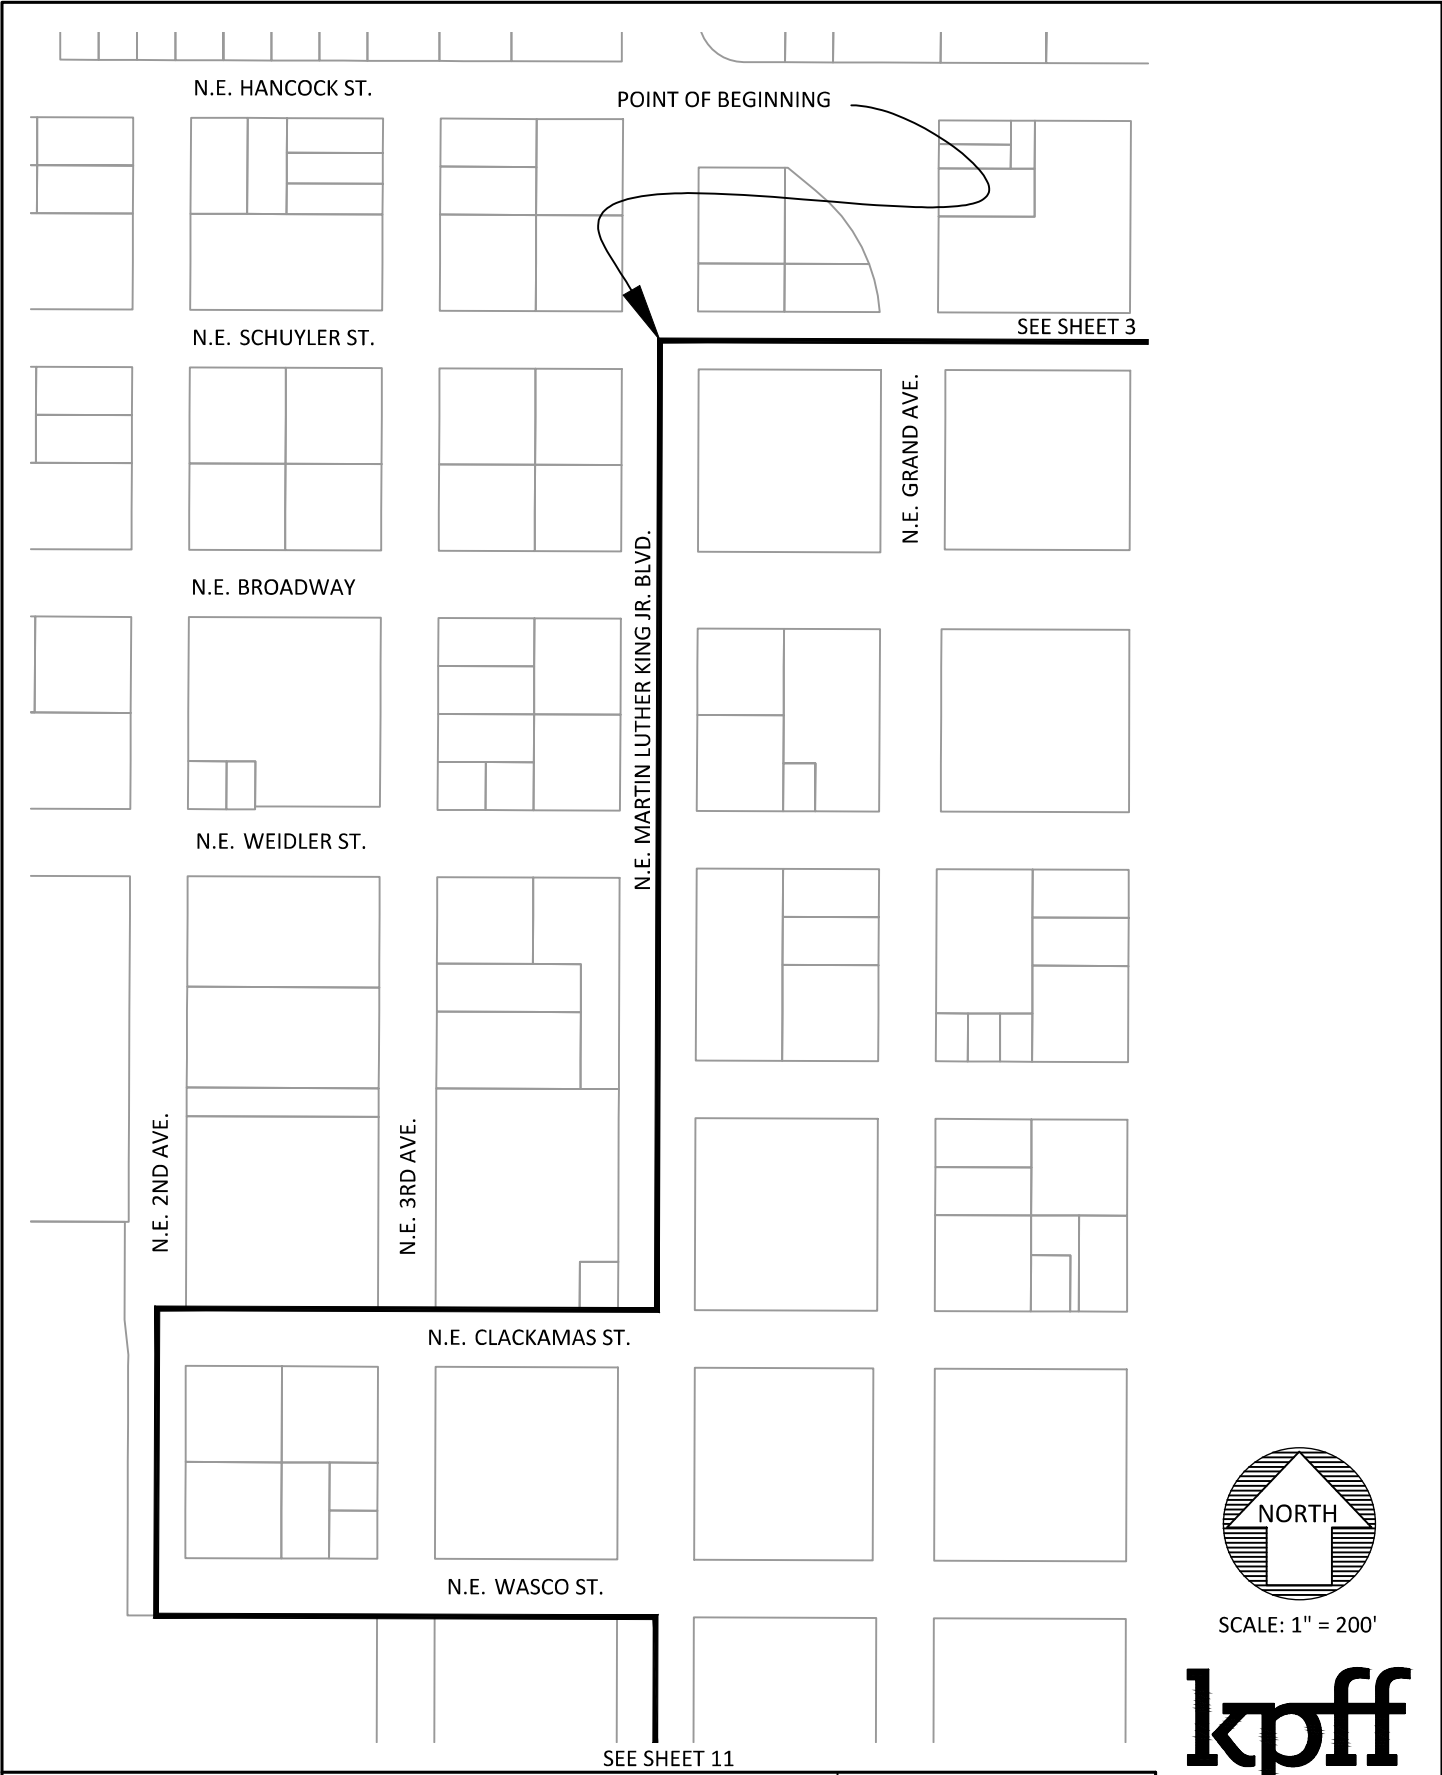 N.E. HANCOCK ST.
POINT OF BEGINNING
SEE SHEET 3
N.E. SCHUYLER ST.
N.E. GRAND AVE.
N.E. MARTIN LUTHER KING JR. BLVD.
N.E. BROADWAY
N.E. WEIDLER ST.
N.E. 2ND AVE.
N.E. 3RD AVE.
N.E. CLACKAMAS ST.
NORTH
N.E. WASCO ST.
SCALE: 1" = 200'
kpff
SEE SHEET 11